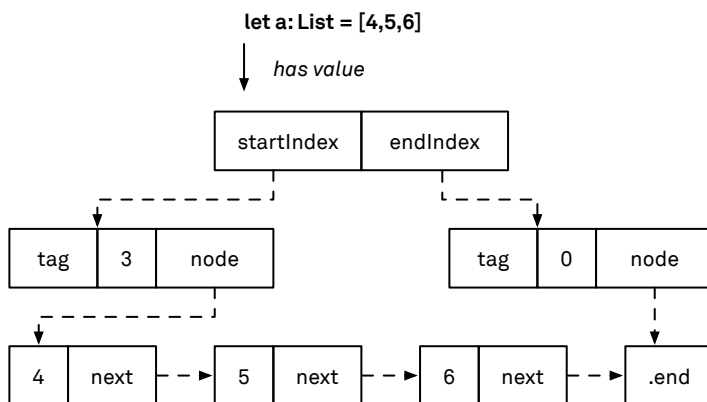 let a: List = [4,5,6]
has value
startIndex endIndex
tag 3 node tag 0 node
4 next 5 next 6 next .end